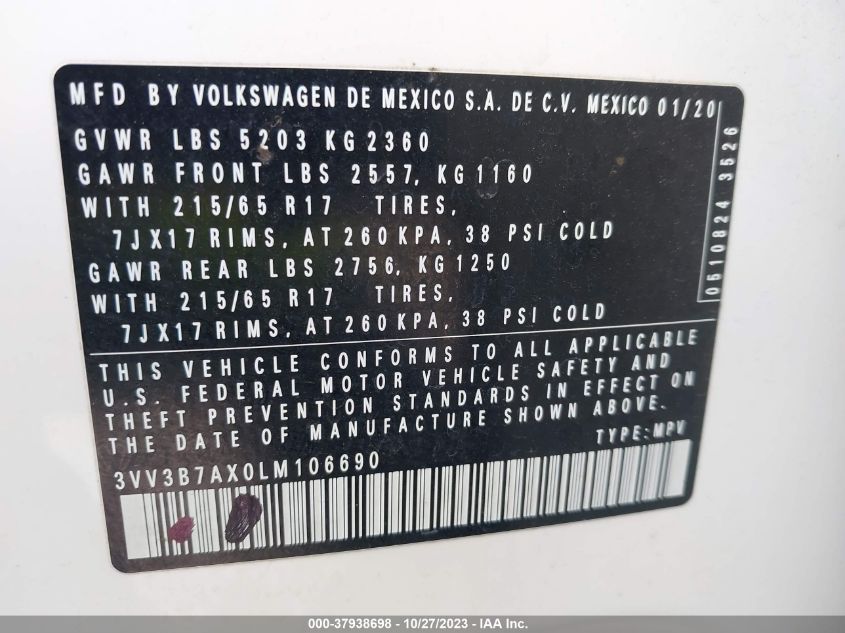 MFD BY VOLKSWAGEN DE MEXICO S.A. DE C.V. MEXICO 01/20
GVWR LBS 5203 KG 2360
GAWR FRONT LBS 2557, KG 1160
WITH 215/65 R17 TIRES,
7JX17 RIMS, AT 260 KPA, 38 PSI COLD
GAWR REAR LBS 2756, KG 1250
WITH 215/65 R17 TIRES,
7JX17 RIMS, AT 260 KPA, 38 PSI COLD
0510824 3526
THIS VEHICLE CONFORMS TO ALL APPLICABLE
U.S. FEDERAL MOTOR VEHICLE SAFETY AND
THEFT PREVENTION STANDARDS IN EFFECT ON
THE DATE OF MANUFACTURE SHOWN ABOVE.
TYPE: MPV
3VV3B7AX0LM106690
000-37938698 - 10/27/2023 - IAA Inc.